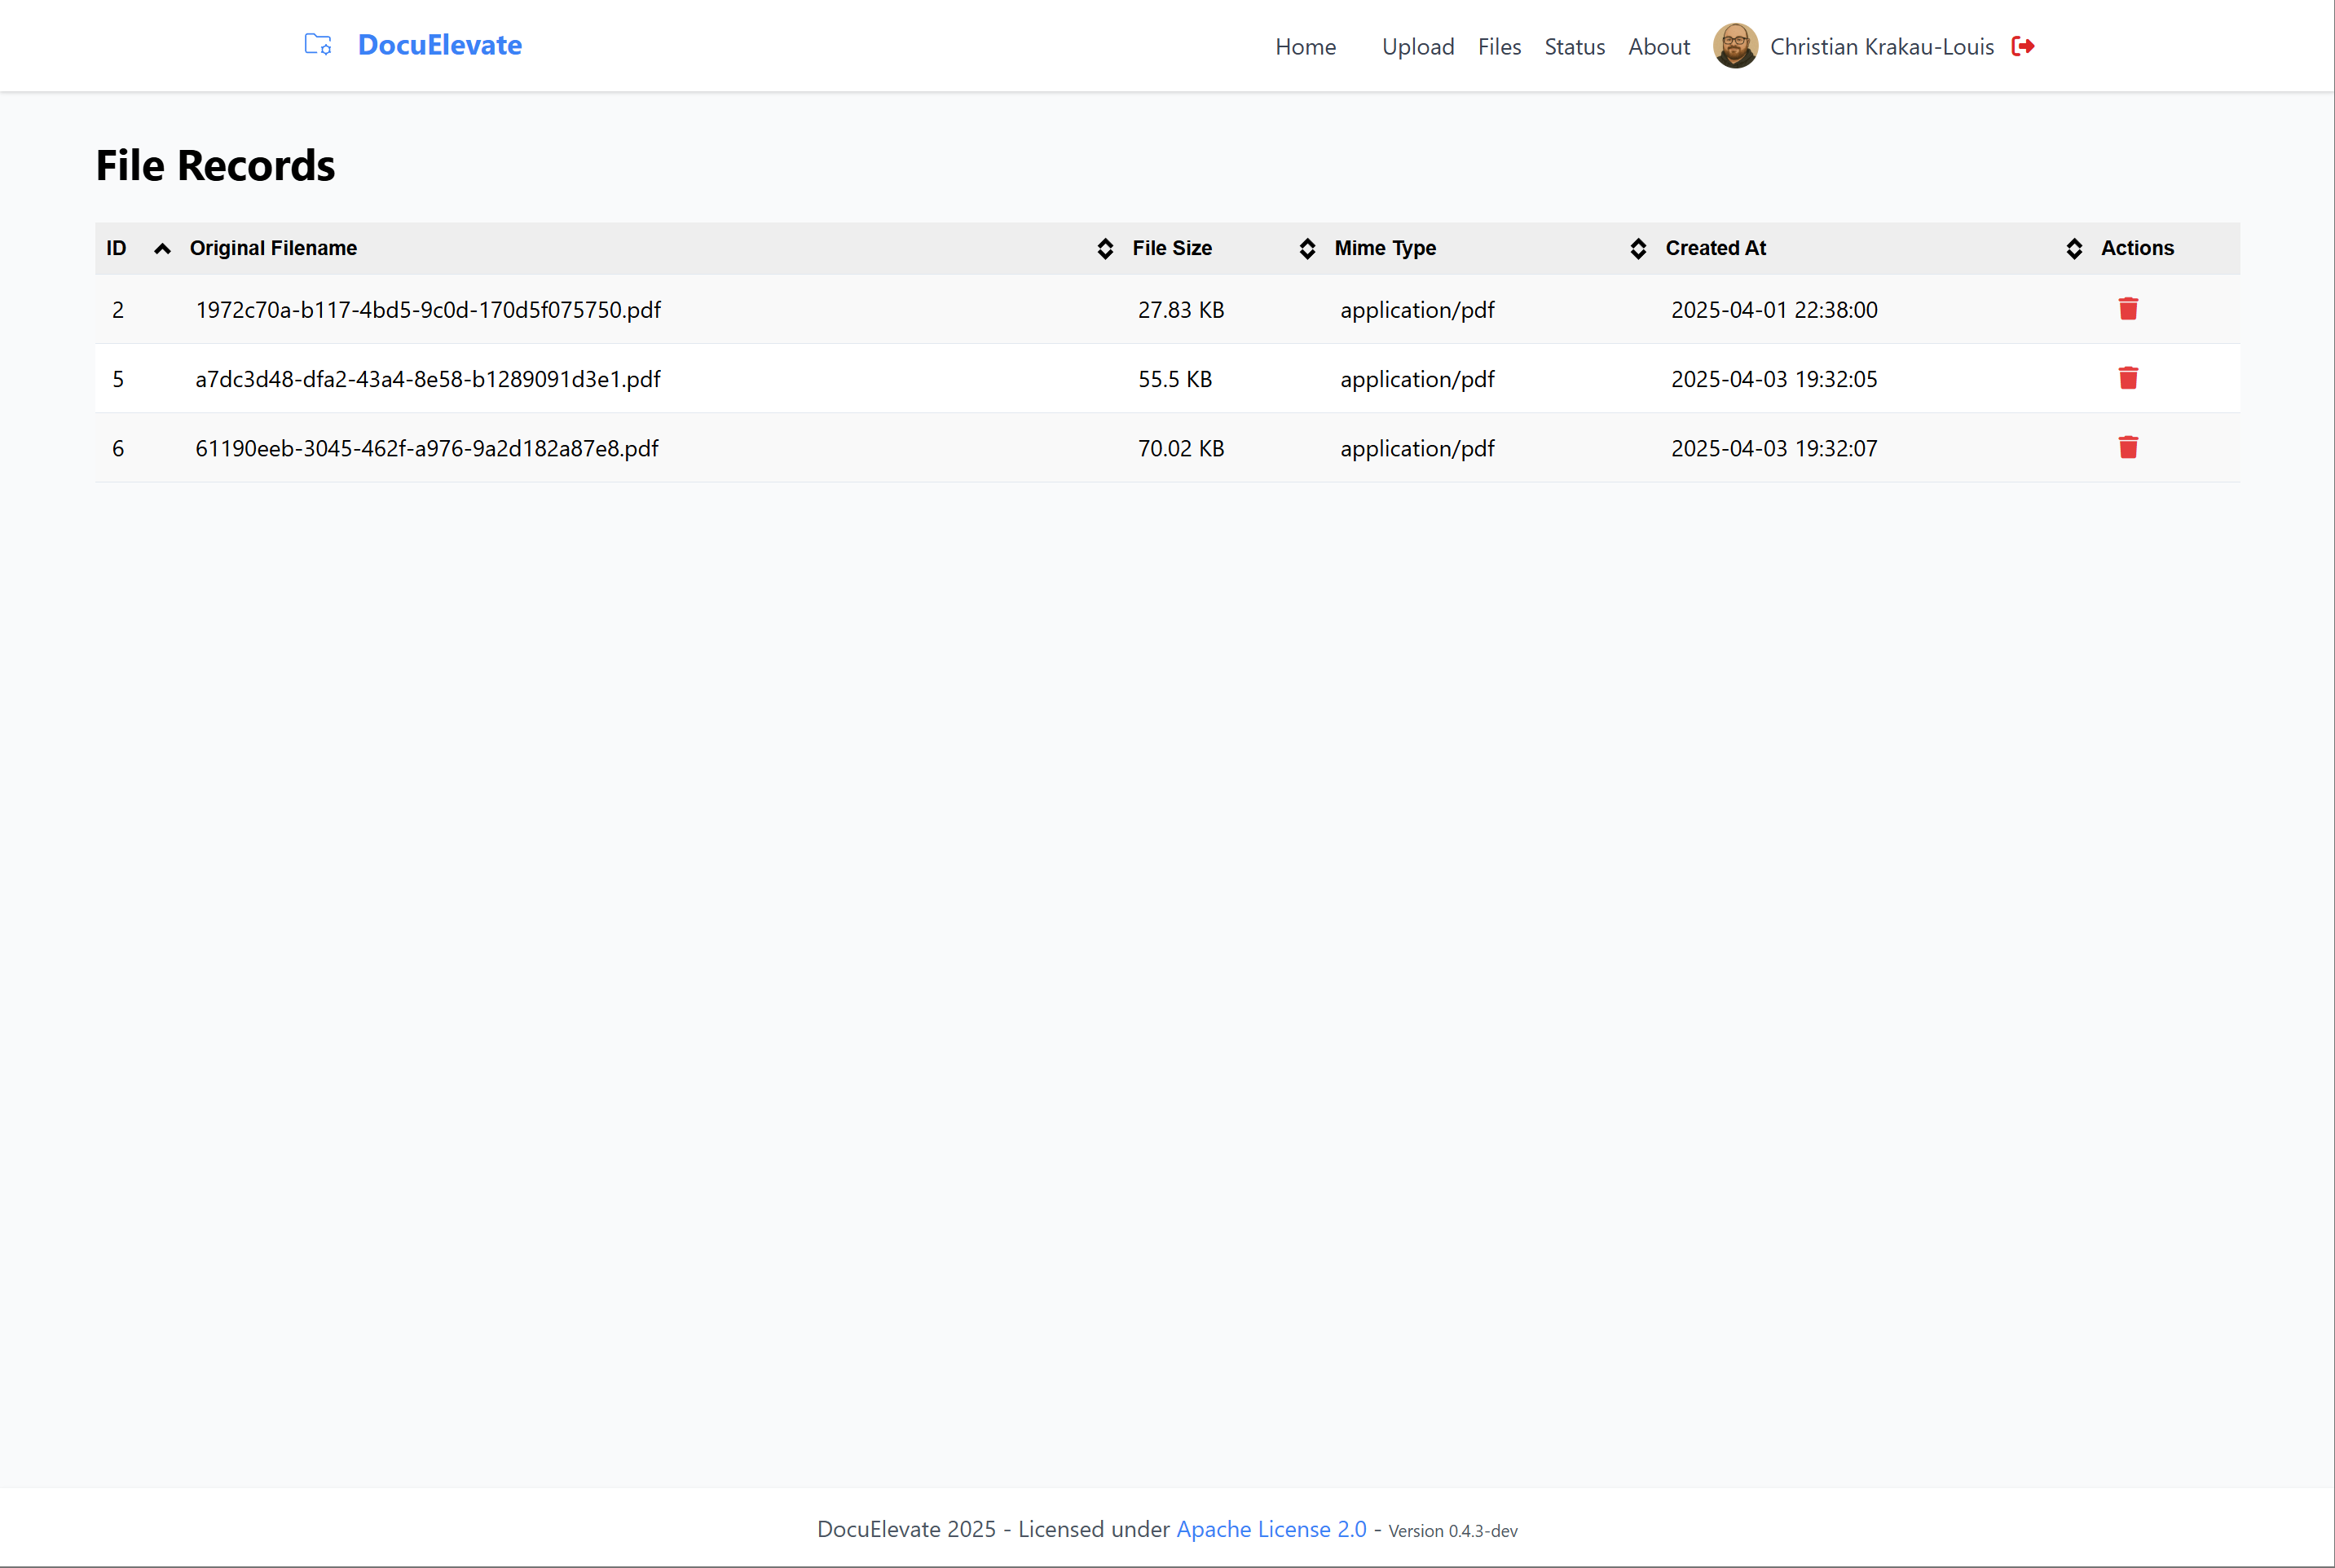 DocuElevate Home Upload Files Status About Christian Krakau-Louis
File Records
ID Original Filename File Size Mime Type Created At Actions
2 1972c70a-b117-4bd5-9c0d-170d5f075750.pdf 27.83 KB application/pdf 2025-04-01 22:38:00
5 a7dc3d48-dfa2-43a4-8e58-b1289091d3e1.pdf 55.5 KB application/pdf 2025-04-03 19:32:05
6 61190eeb-3045-462f-a976-9a2d182a87e8.pdf 70.02 KB application/pdf 2025-04-03 19:32:07
DocuElevate 2025 - Licensed under Apache License 2.0 - Version 0.4.3-dev